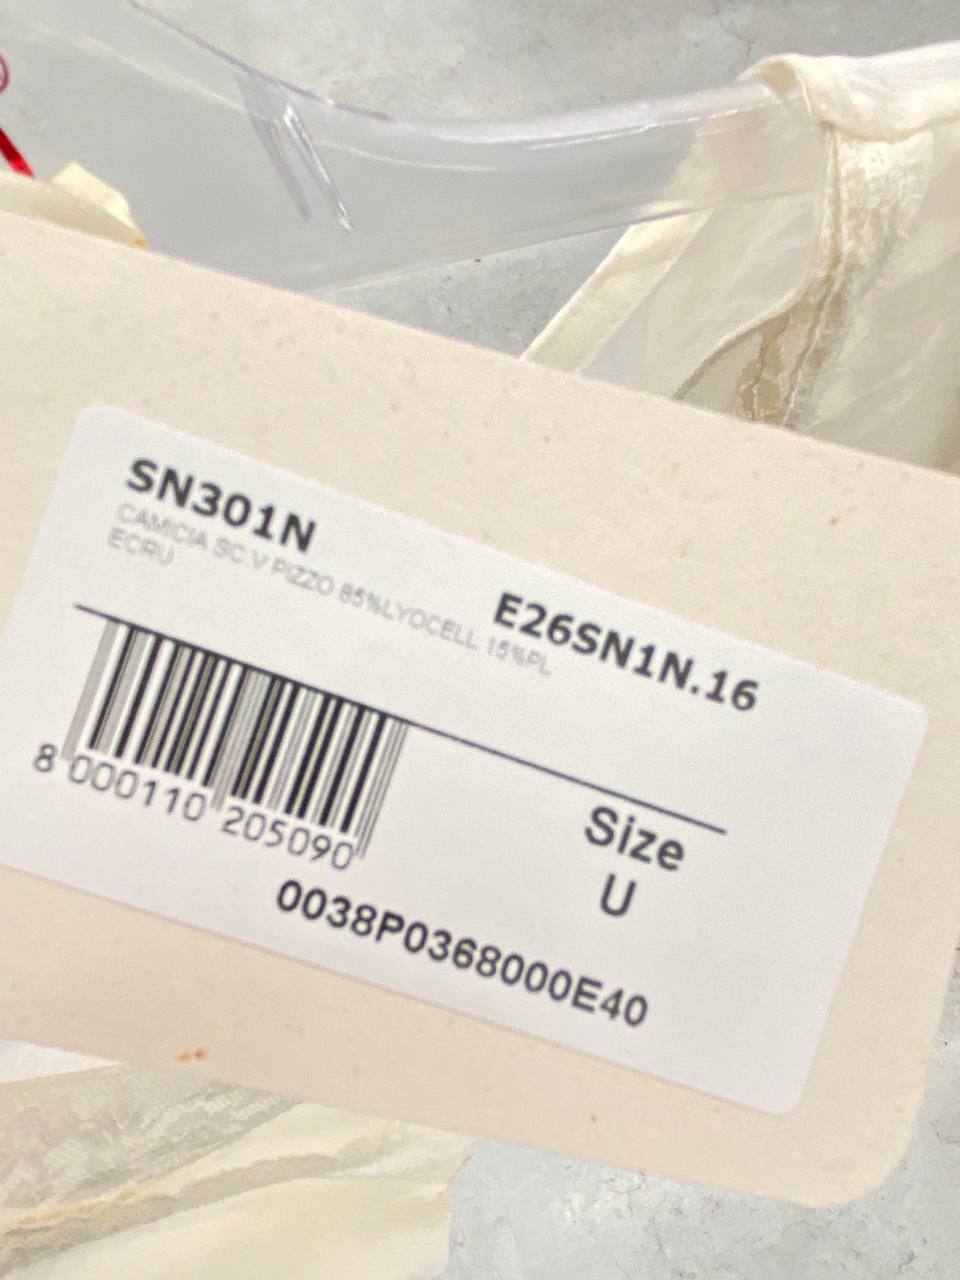 SN301N
CAMICIA SC.V PIZZO 85%LYOCELL 15%PL
ECRU
E26SN1N.16
8 000110 205090
Size
U
0038P0368000E40